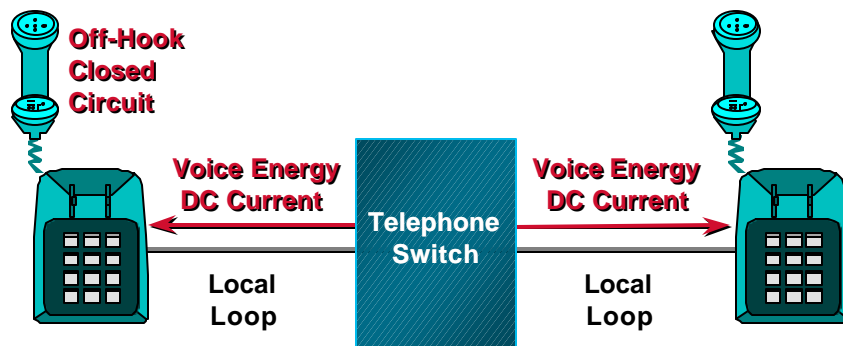 Off-Hook
Closed
Circuit
Voice Energy
DC Current
Telephone
Switch
Voice Energy
DC Current
Local
Loop
Local
Loop